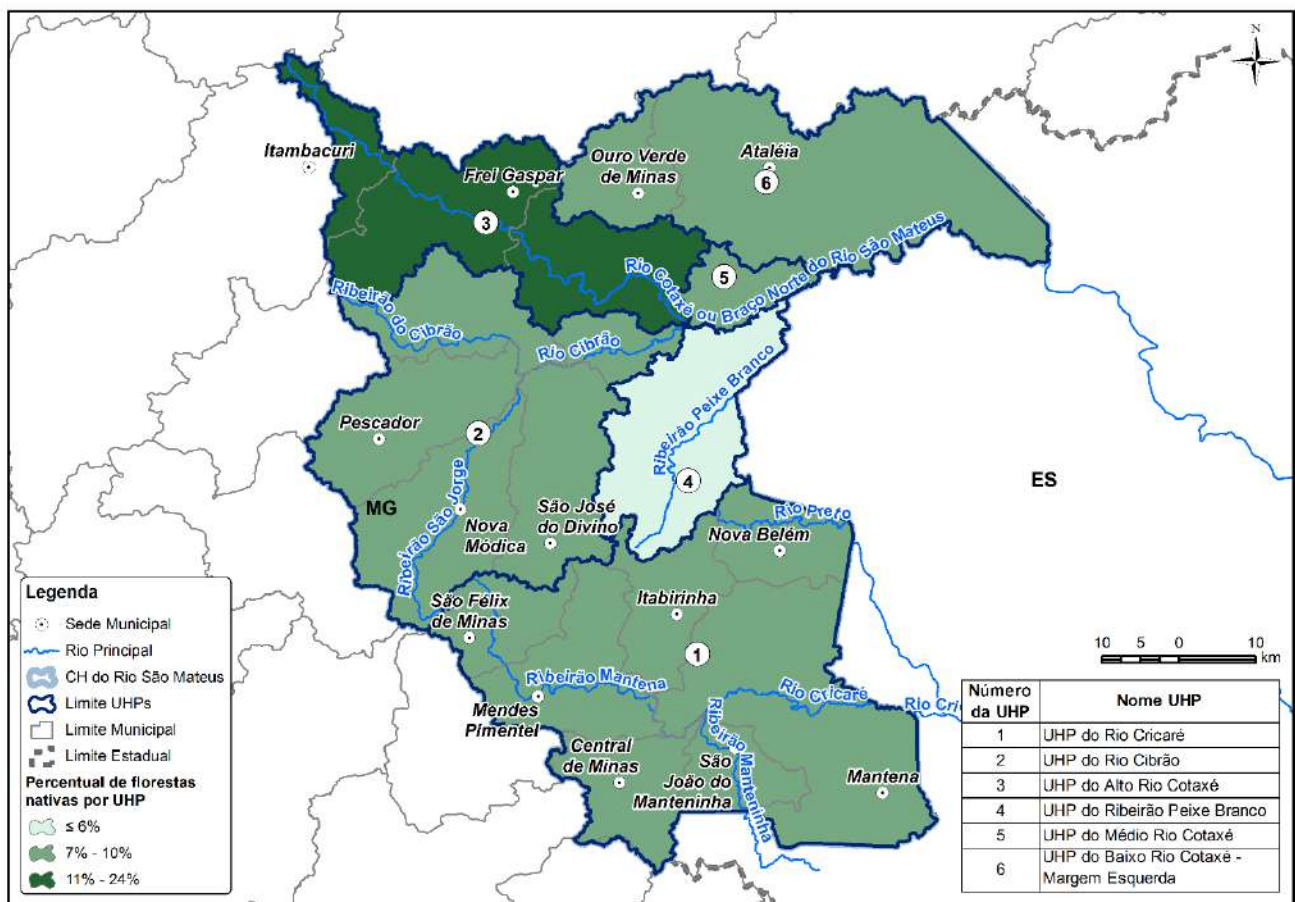 N
Itambacuri
Frei Gaspar
Ouro Verde
de Minas
Ataléia
6
3
5
Rio Cotaxé ou Braço Norte do Rio São Mateus
Ribeirão do Cibrão
Rio Cibrão
Ribeirão Peixe Branco
Pescador
2
4
ES
MG
Ribeirão São Jorge
Nova
Módica
São José
do Divino
Rio Preto
Nova Belém
São Félix
de Minas
Itabirinha
1
Ribeirão Mantena
Mendes
Pimentel
Rio Cricaré
Rio Cri
Ribeirão Manteninha
Central
de Minas
São
João do
Manteninha
Mantena
Legenda
Sede Municipal
Rio Principal
CH do Rio São Mateus
Limite UHPs
Limite Municipal
Limite Estadual
Percentual de florestas
nativas por UHP
≤ 6%
7% - 10%
11% - 24%
10 5 0 10
km
Número
da UHP
Nome UHP
1 UHP do Rio Cricaré
2 UHP do Rio Cibrão
3 UHP do Alto Rio Cotaxé
4 UHP do Ribeirão Peixe Branco
5 UHP do Médio Rio Cotaxé
6 UHP do Baixo Rio Cotaxé -
Margem Esquerda